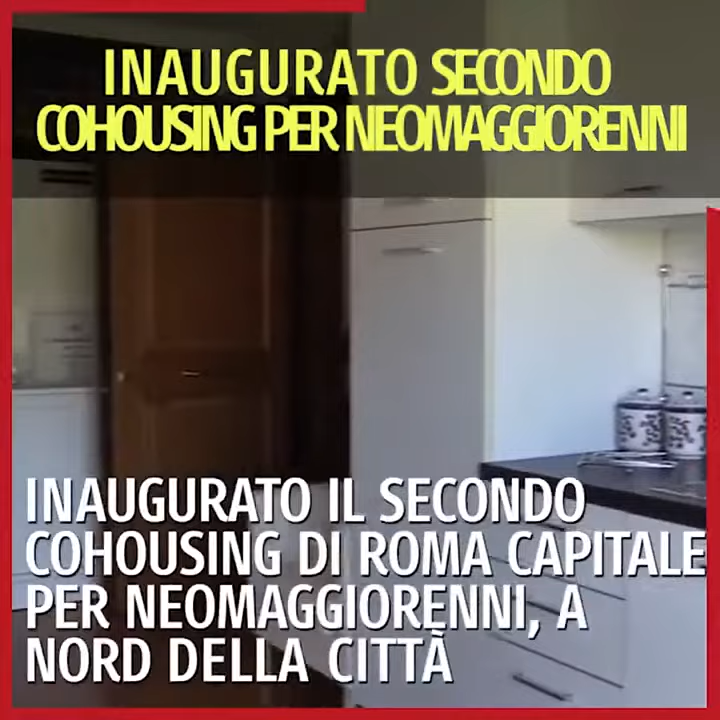 INAUGURATO SECONDO
COHOUSING PER NEOMAGGIORENNI
INAUGURATO IL SECONDO
COHOUSING DI ROMA CAPITALE
PER NEOMAGGIORENNI, A
NORD DELLA CITTÀ